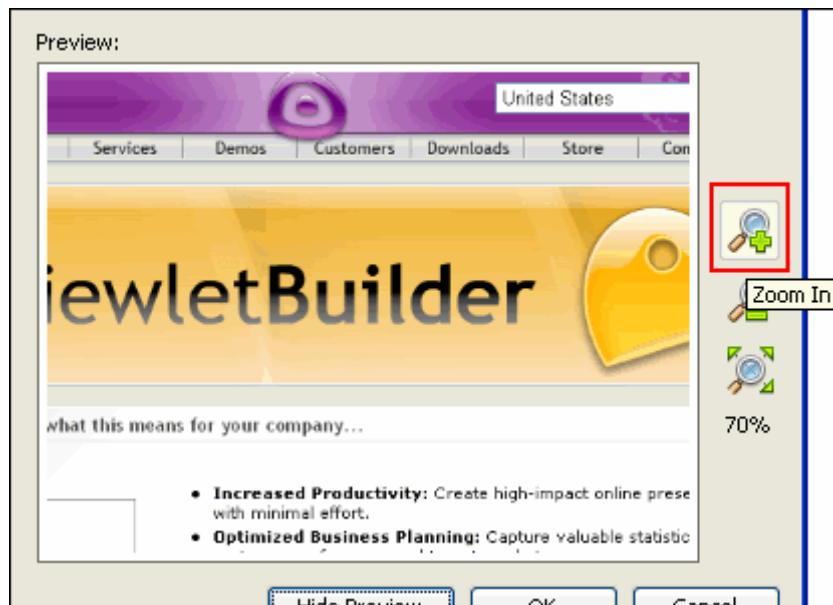 Preview:
United States
Services Demos Customers Downloads Store Con
iewletBuilder
Zoom In
what this means for your company...
70%
• Increased Productivity: Create high-impact online prese
with minimal effort.
• Optimized Business Planning: Capture valuable statistic
Hide Preview OK Cancel